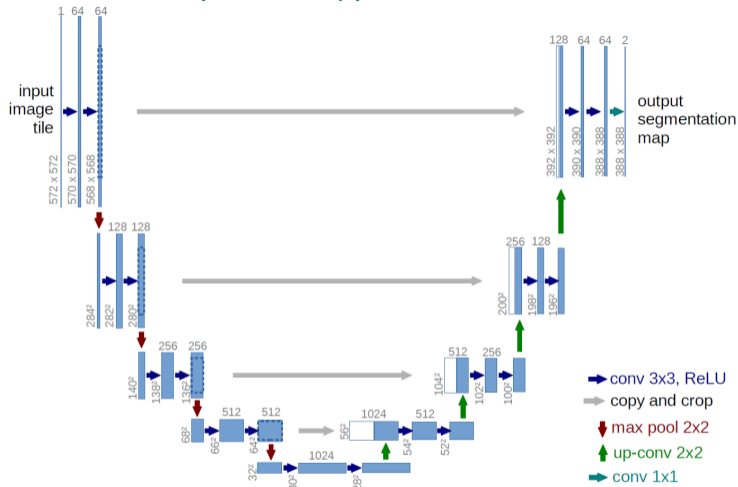 1 64 64
128 64 64 2
input
image
tile
output
segmentation
map
572 x 572
570 x 570
568 x 568
392 x 392
390 x 390
388 x 388
388 x 388
128 128
256 128
284²
282²
280²
200²
198²
196²
256 256
512 256
140²
138²
136²
104²
102²
100²
512 512
1024 512
68²
66²
64²
56²
54²
52²
1024
32²
conv 3x3, ReLU
copy and crop
max pool 2x2
up-conv 2x2
conv 1x1